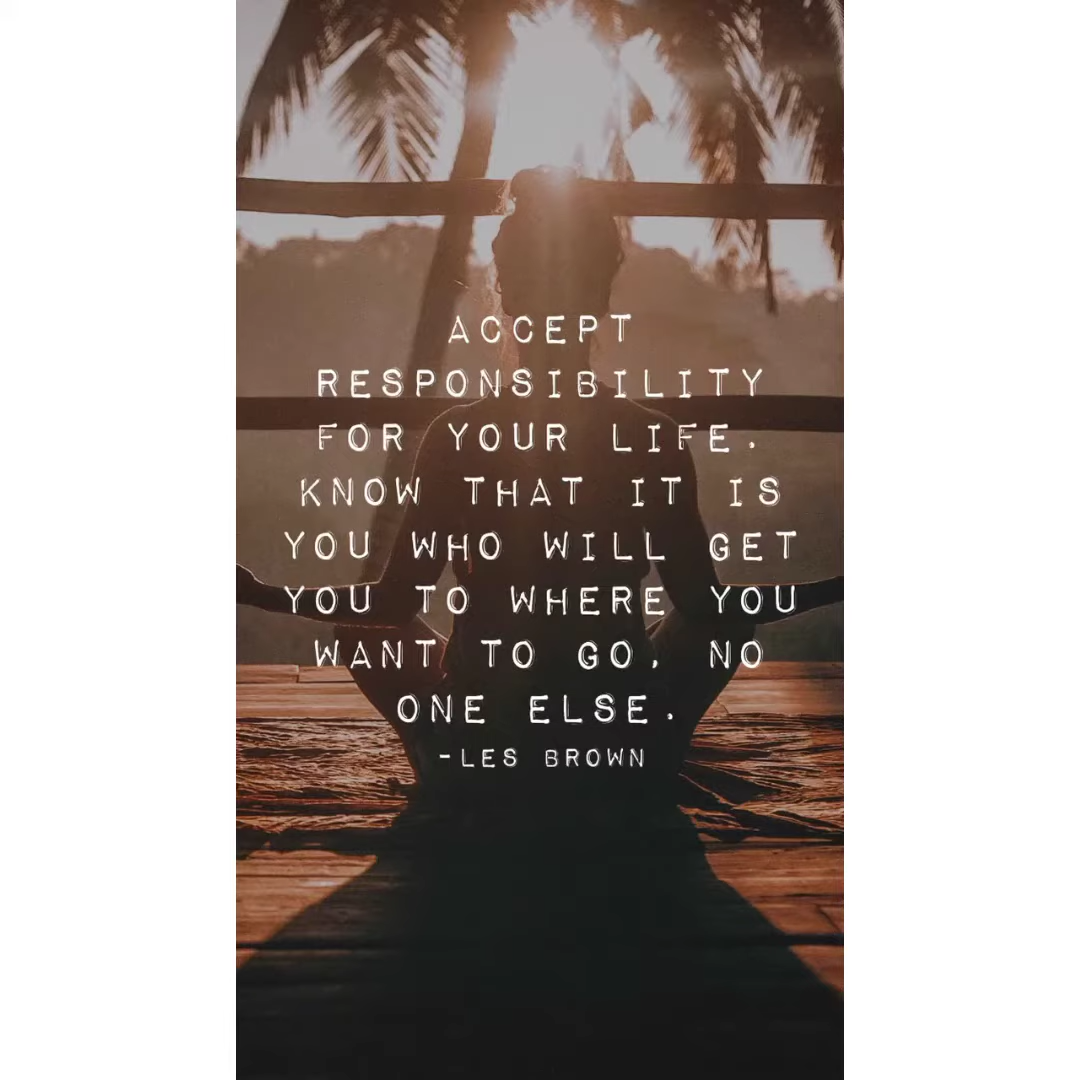 ACCEPT
RESPONSIBILITY
FOR YOUR LIFE.
KNOW THAT IT IS
YOU WHO WILL GET
YOU TO WHERE YOU
WANT TO GO, NO
ONE ELSE.
-LES BROWN